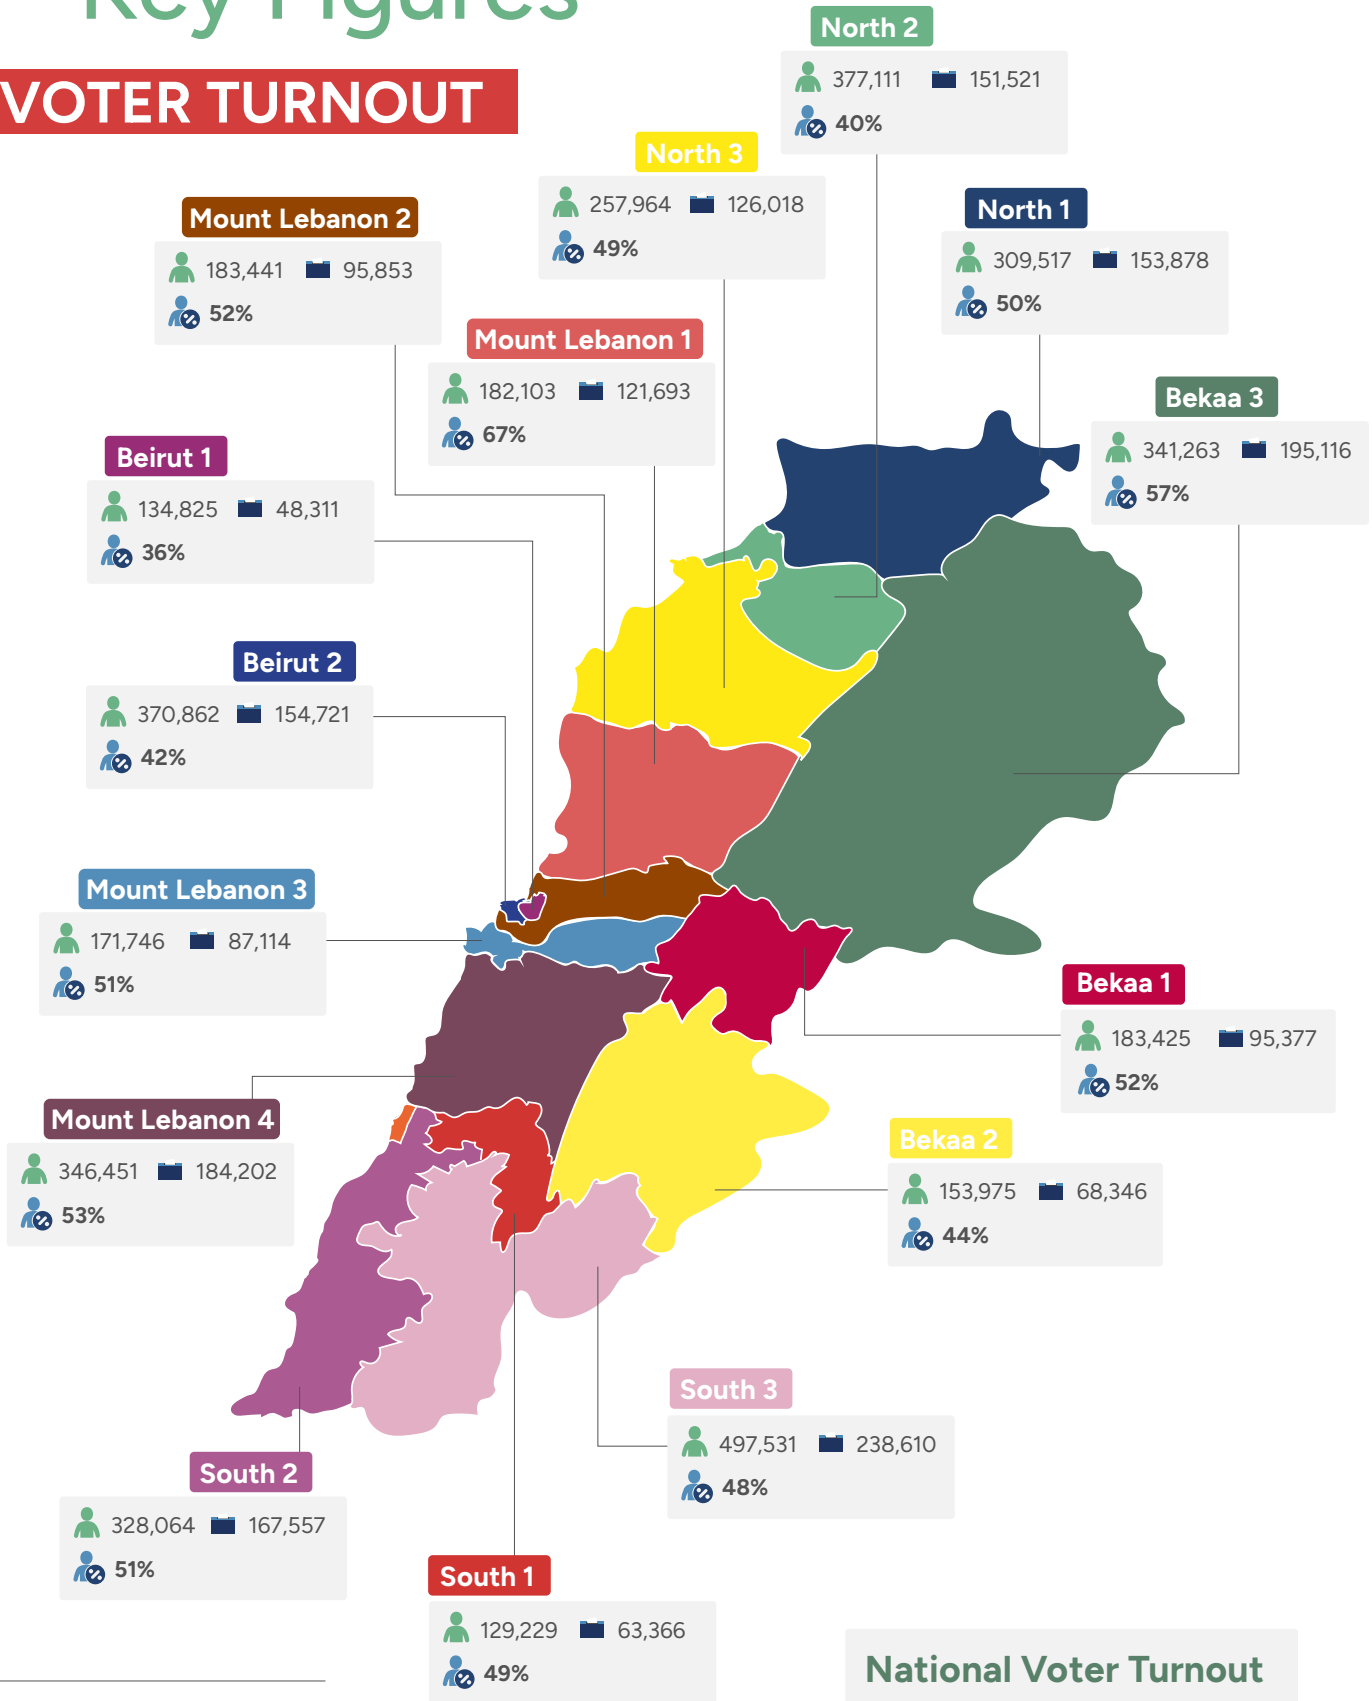 Key Figures
VOTER TURNOUT
North 2
377,111 151,521
40%
North 3
257,964 126,018
49%
North 1
309,517 153,878
50%
Mount Lebanon 2
183,441 95,853
52%
Mount Lebanon 1
182,103 121,693
67%
Bekaa 3
341,263 195,116
57%
Beirut 1
134,825 48,311
36%
Beirut 2
370,862 154,721
42%
Mount Lebanon 3
171,746 87,114
51%
Bekaa 1
183,425 95,377
52%
Mount Lebanon 4
346,451 184,202
53%
Bekaa 2
153,975 68,346
44%
South 3
497,531 238,610
48%
South 2
328,064 167,557
51%
South 1
129,229 63,366
49%
National Voter Turnout